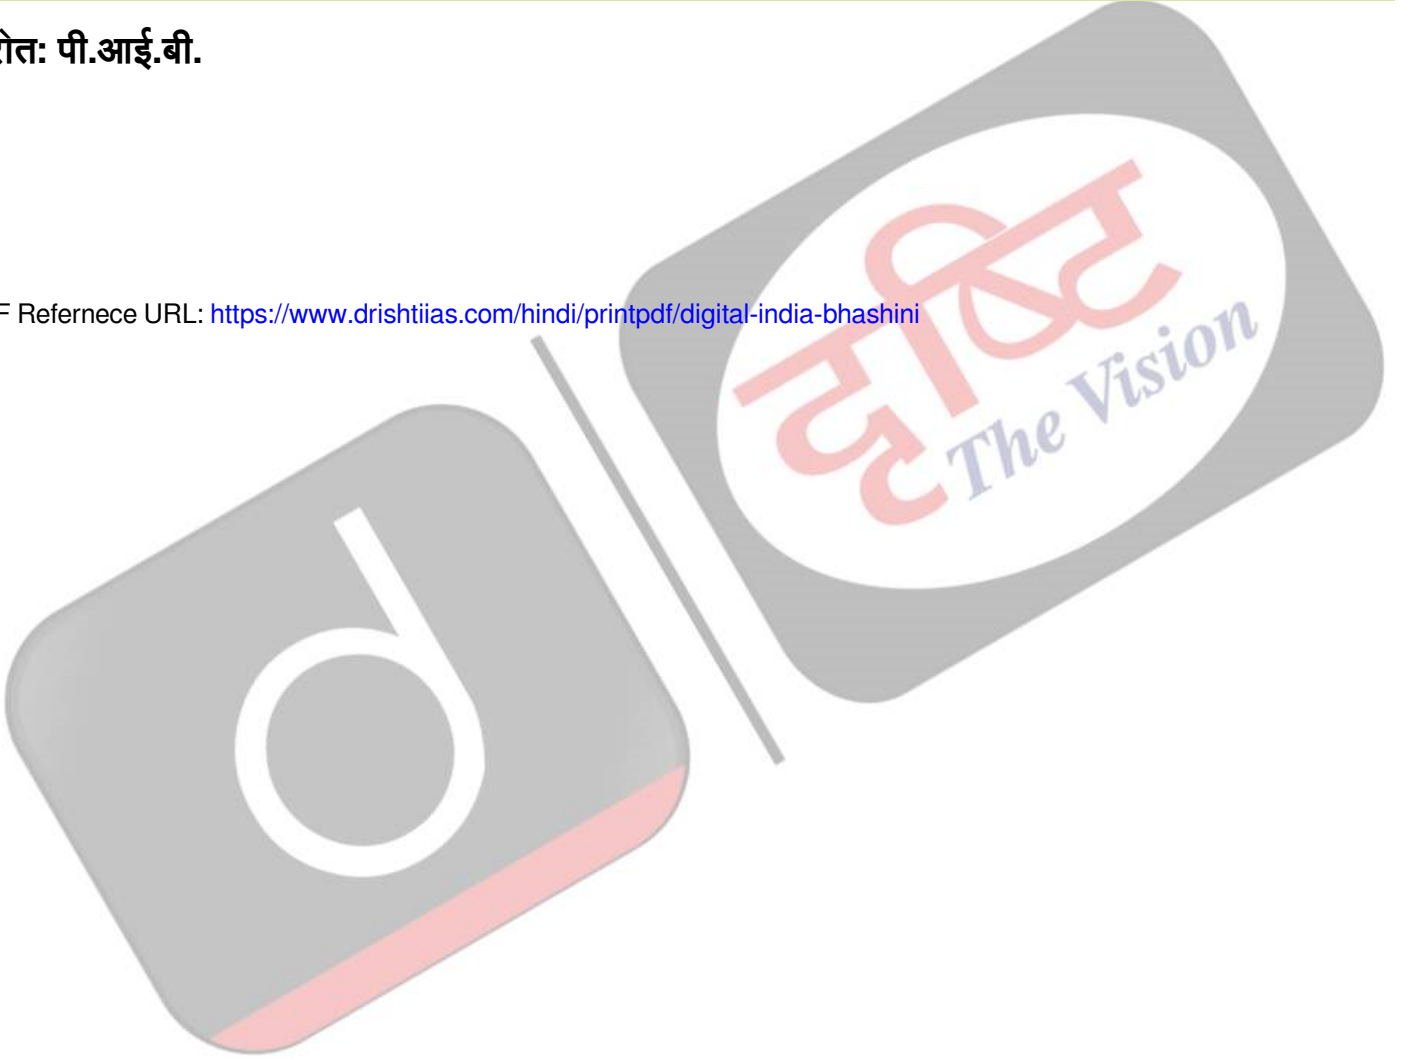 रोत: पी.आई.बी.
F Refernece URL: https://www.drishtiias.com/hindi/printpdf/digital-india-bhashini
दृष्टि
The Vision
d